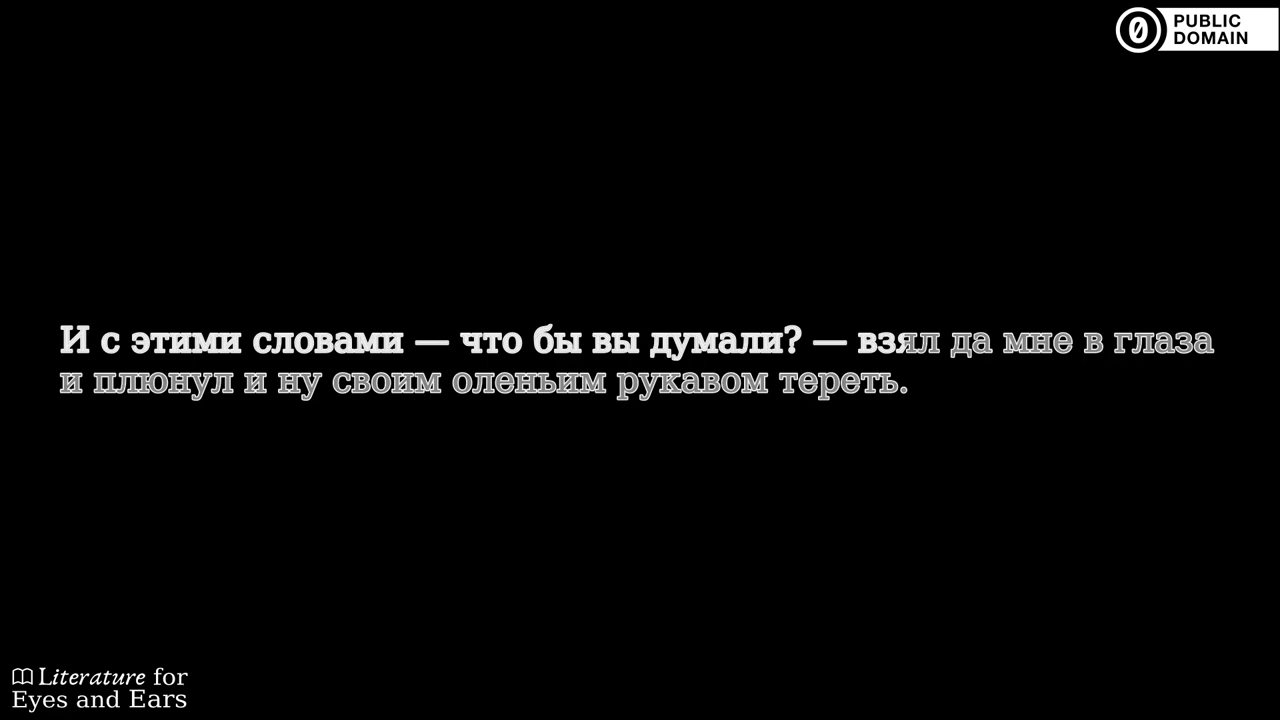 PUBLIC
DOMAIN
И с этими словами — что бы вы думали? — взял да мне в глаза
и плюнул и ну своим оленьим рукавом тереть.
Literature for
Eyes and Ears